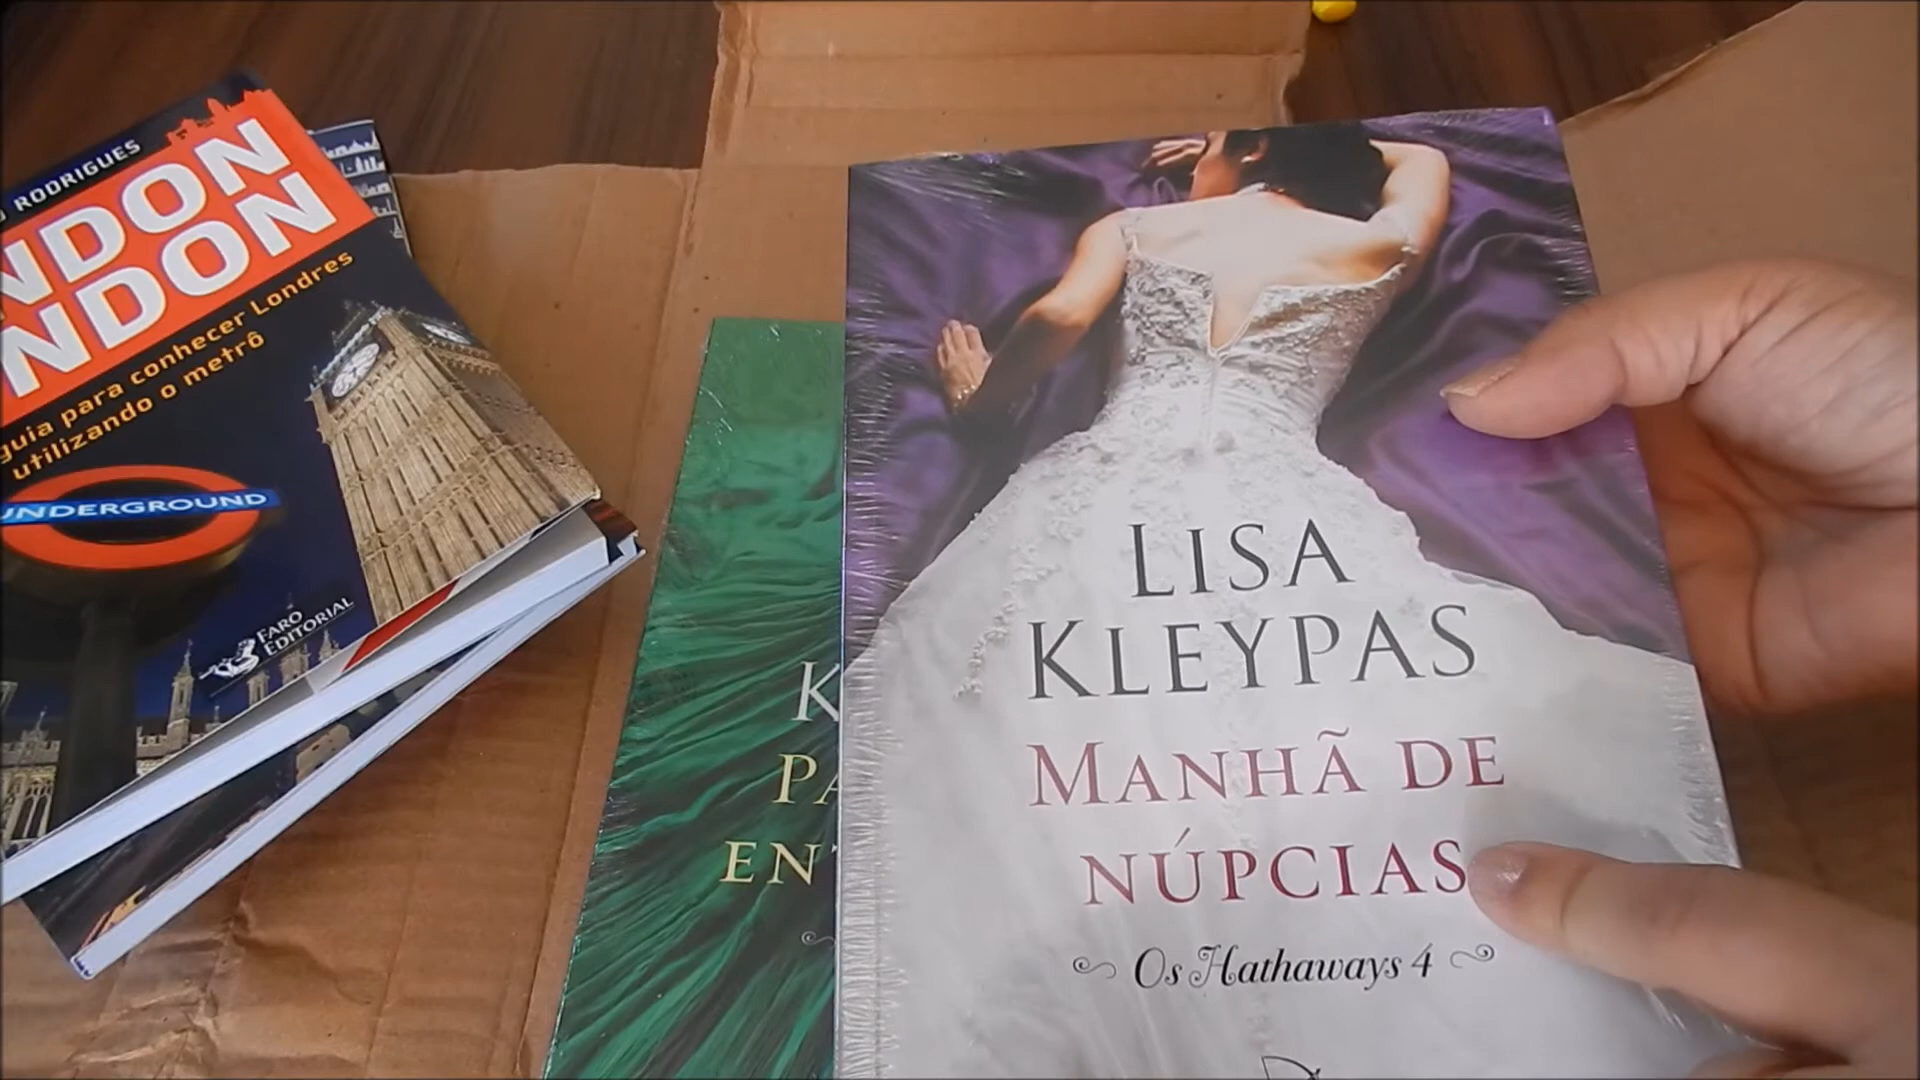 RODRIGUES
NDON
NDON
guia para conhecer Londres
utilizando o metrô
UNDERGROUND
FARO
EDITORIAL
K
PA
EN
LISA
KLEYPAS
MANHÃ DE
NÚPCIAS
Os Hathaways 4